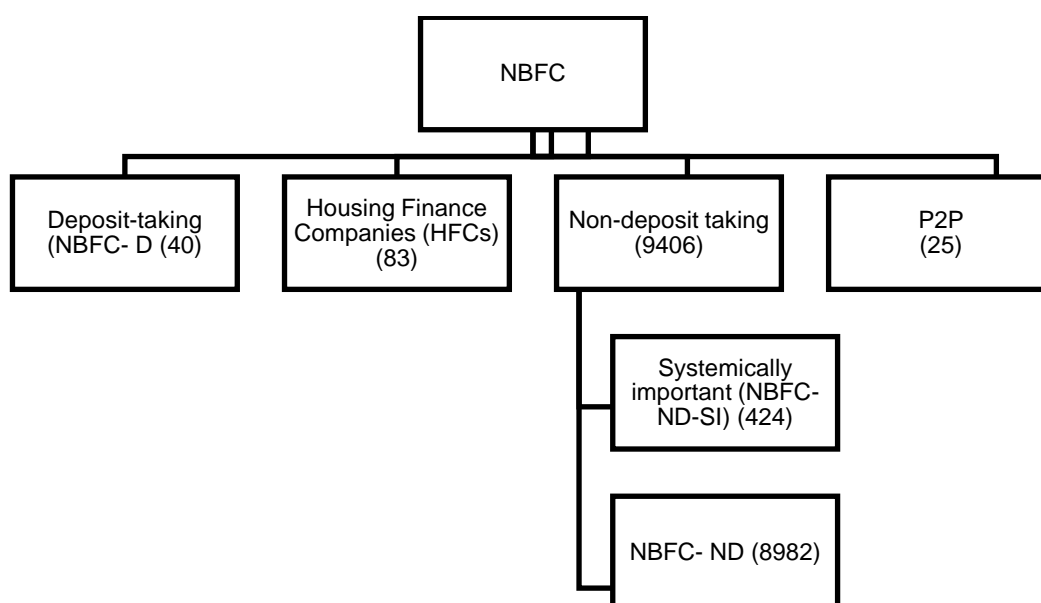 NBFC
Deposit-taking
(NBFC- D (40)
Housing Finance
Companies (HFCs)
(83)
Non-deposit taking
(9406)
P2P
(25)
Systemically
important (NBFC-
ND-SI) (424)
NBFC- ND (8982)